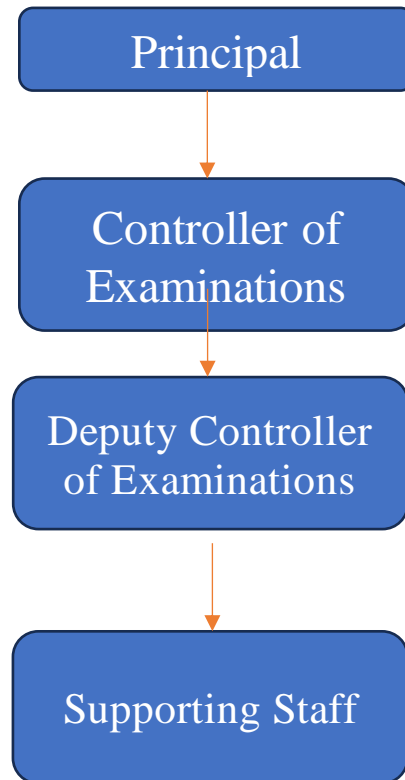 Principal
Controller of
Examinations
Deputy Controller
of Examinations
Supporting Staff